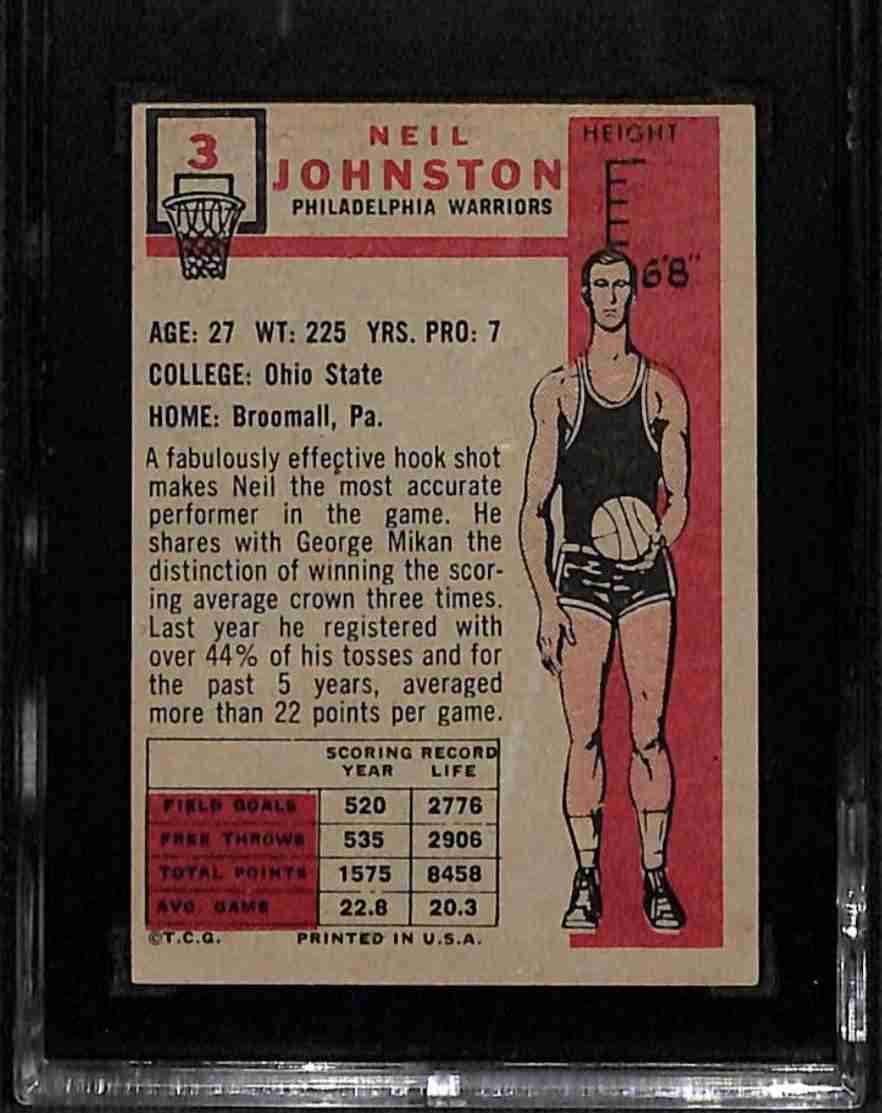 3
NEIL
JOHNSTON
PHILADELPHIA WARRIORS
HEIGHT
6'8"
AGE: 27 WT: 225 YRS. PRO: 7
COLLEGE: Ohio State
HOME: Broomall, Pa.
A fabulously effective hook shot
makes Neil the most accurate
performer in the game. He
shares with George Mikan the
distinction of winning the scor-
ing average crown three times.
Last year he registered with
over 44% of his tosses and for
the past 5 years, averaged
more than 22 points per game.
SCORING RECORD
YEAR LIFE
FIELD GOALS 520 2776
FREE THROWS 535 2906
TOTAL POINTS 1575 8458
AVG. GAME 22.8 20.3
©T.C.G. PRINTED IN U.S.A.